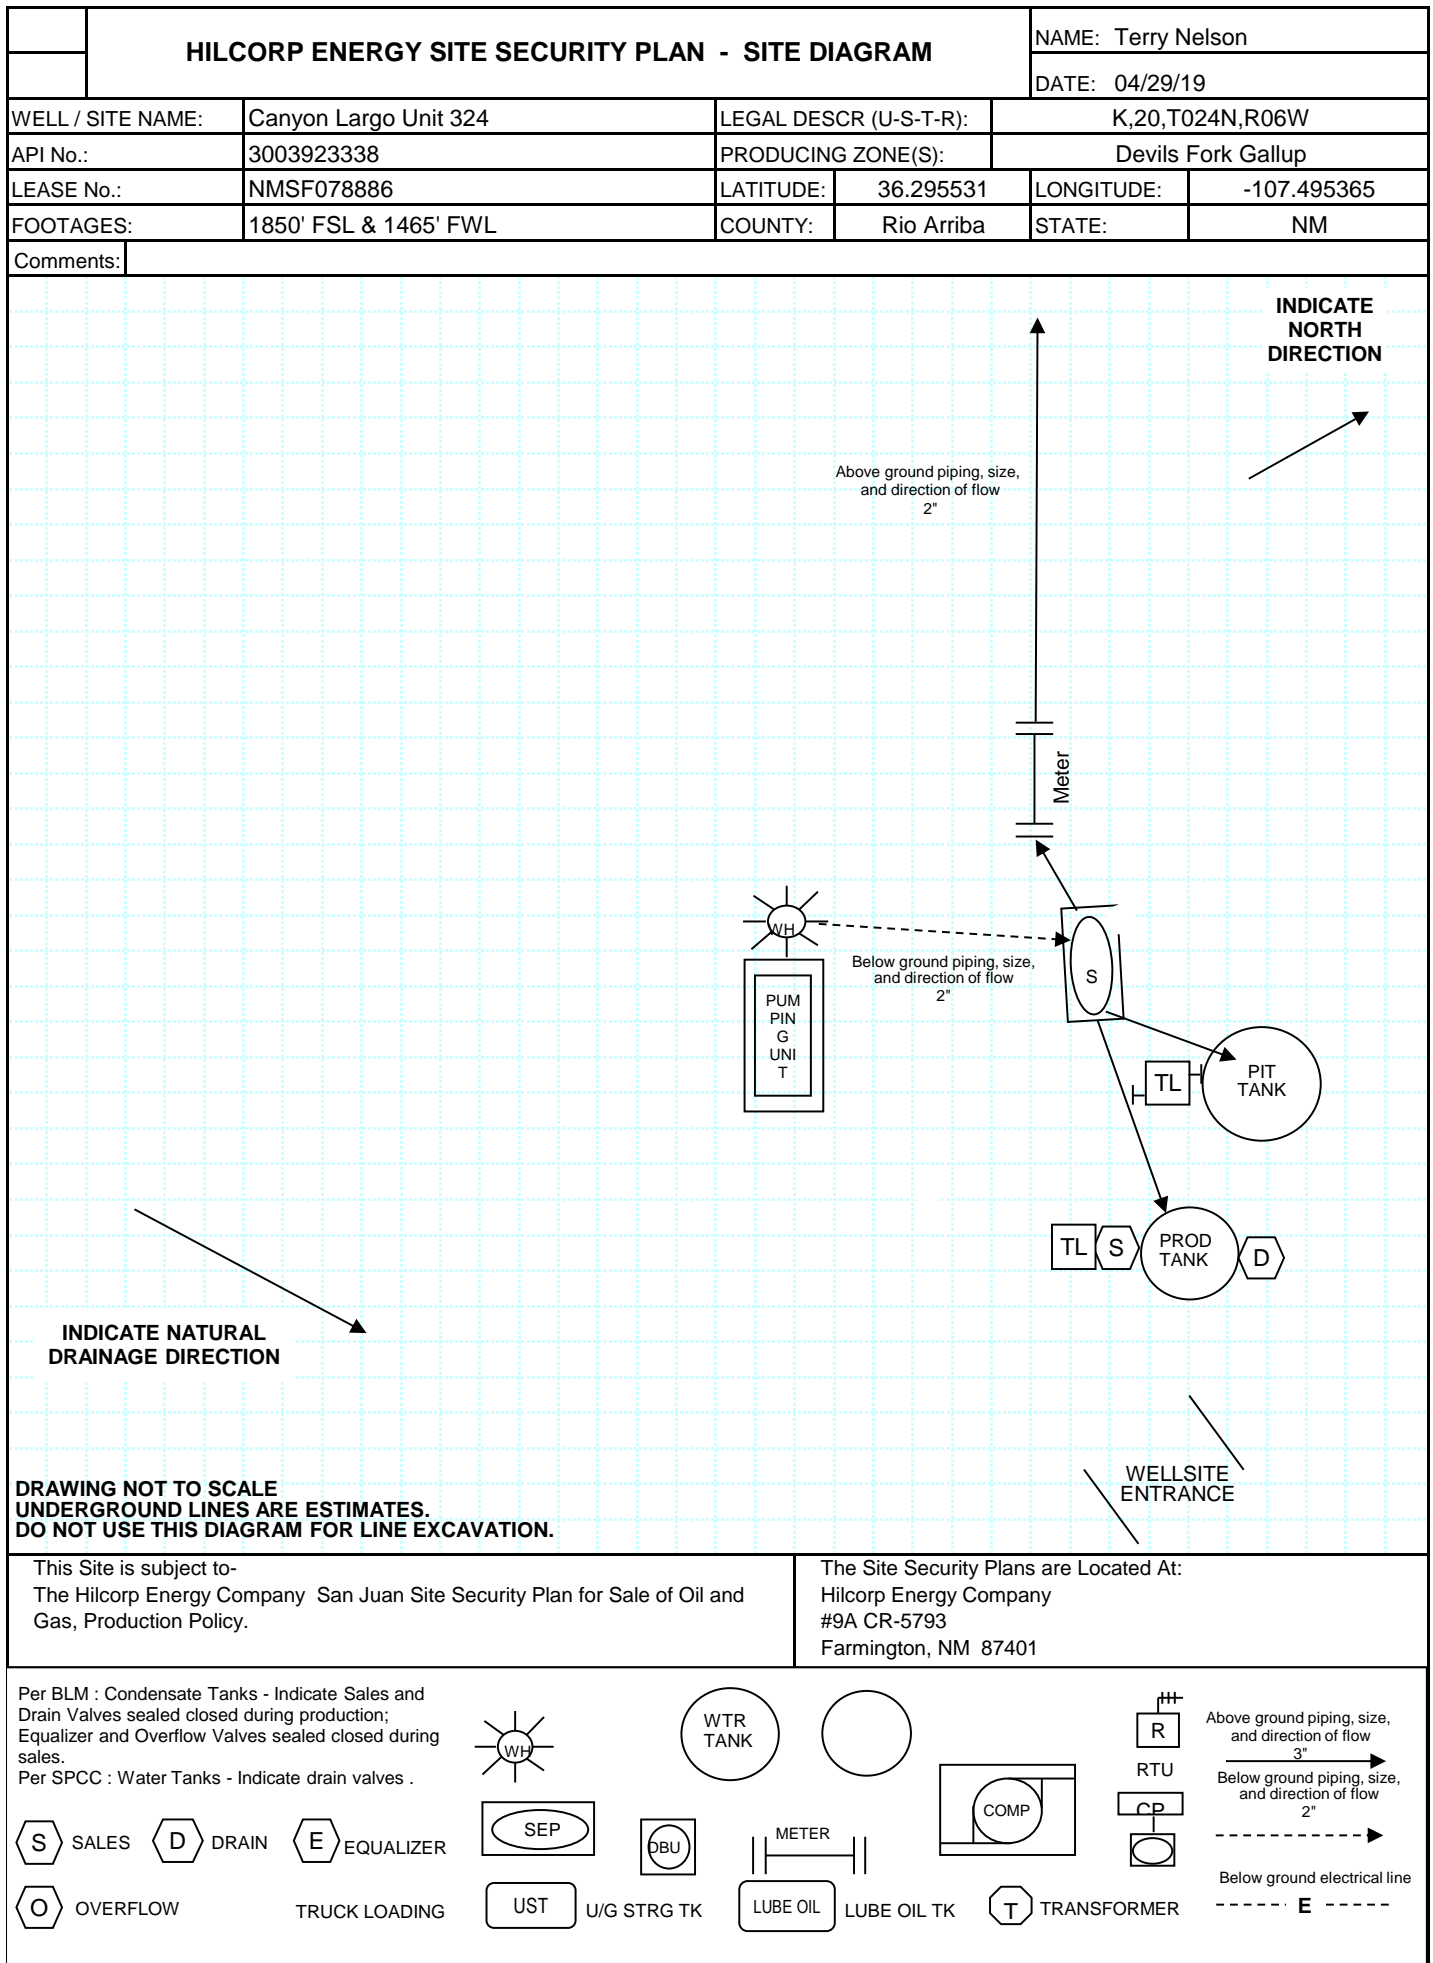 HILCORP ENERGY SITE SECURITY PLAN - SITE DIAGRAM
NAME: Terry Nelson
DATE: 04/29/19
WELL / SITE NAME: Canyon Largo Unit 324 LEGAL DESCR (U-S-T-R): K,20,T024N,R06W
API No.: 3003923338 PRODUCING ZONE(S): Devils Fork Gallup
LEASE No.: NMSF078886 LATITUDE: 36.295531 LONGITUDE: -107.495365
FOOTAGES: 1850' FSL & 1465' FWL COUNTY: Rio Arriba STATE: NM
Comments:
INDICATE
NORTH
DIRECTION
Above ground piping, size,
and direction of flow
2"
Meter
WH
Below ground piping, size,
and direction of flow
2"
S
PUM
PIN
G
UNI
T
TL
PIT
TANK
TL
S
PROD
TANK
D
INDICATE NATURAL
DRAINAGE DIRECTION
WELLSITE
ENTRANCE
DRAWING NOT TO SCALE
UNDERGROUND LINES ARE ESTIMATES.
DO NOT USE THIS DIAGRAM FOR LINE EXCAVATION.
This Site is subject to-
The Hilcorp Energy Company San Juan Site Security Plan for Sale of Oil and
Gas, Production Policy.
The Site Security Plans are Located At:
Hilcorp Energy Company
#9A CR-5793
Farmington, NM 87401
Per BLM : Condensate Tanks - Indicate Sales and
Drain Valves sealed closed during production;
Equalizer and Overflow Valves sealed closed during
sales.
Per SPCC : Water Tanks - Indicate drain valves .
WH
WTR
TANK
R
RTU
CP
COMP
Above ground piping, size,
and direction of flow
3"
Below ground piping, size,
and direction of flow
2"
S SALES D DRAIN E EQUALIZER
SEP
DBU
METER
Below ground electrical line
E
O OVERFLOW TRUCK LOADING UST U/G STRG TK LUBE OIL LUBE OIL TK T TRANSFORMER